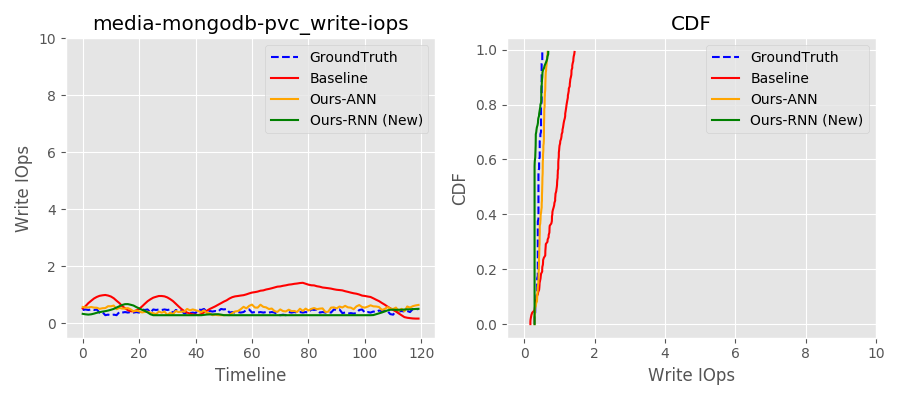 media-mongodb-pvc_write-iops
Write IOps
10
8
6
4
2
0
0
20
40
60
80
100
120
Timeline
GroundTruth
Baseline
Ours-ANN
Ours-RNN (New)
CDF
CDF
1.0
0.8
0.6
0.4
0.2
0.0
0
2
4
6
8
10
Write IOps
GroundTruth
Baseline
Ours-ANN
Ours-RNN (New)